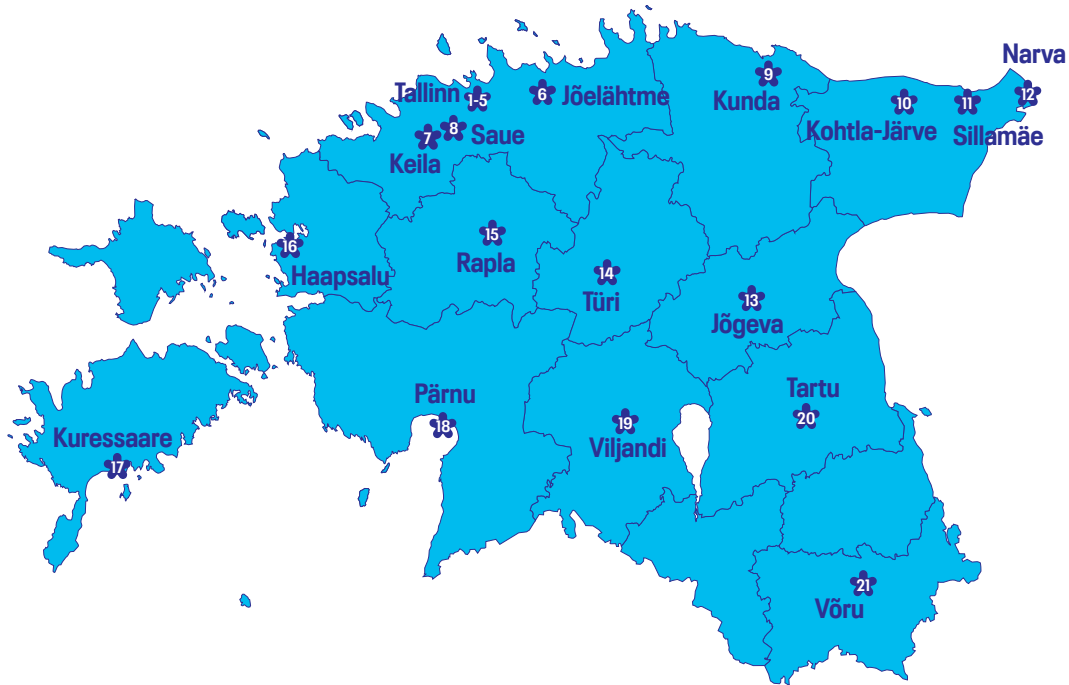 Narva
12
9
Kunda
Tallinn
1-5
6
Jõelähtme
10
Kohtla-Järve
11
Sillamäe
7
8
Saue
Keila
16
Haapsalu
15
Rapla
14
Türi
13
Jõgeva
Pärnu
18
Tartu
20
19
Viljandi
Kuressaare
17
21
Võru